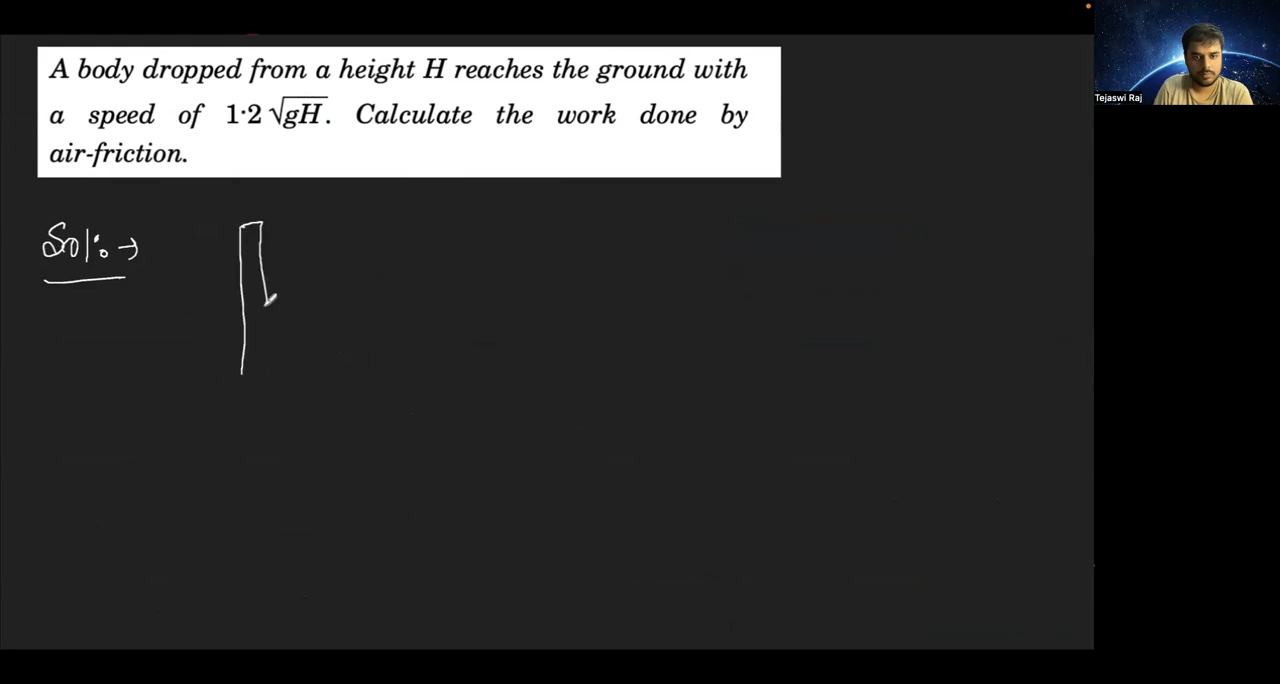 A body dropped from a height H reaches the ground with
a speed of 1·2 √gH. Calculate the work done by
air-friction.
Tejaswi Raj
Sol:→